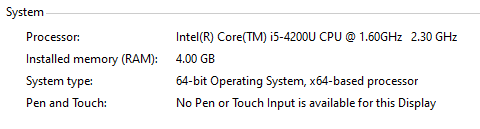 System
Processor: Intel(R) Core(TM) i5-4200U CPU @ 1.60GHz 2.30 GHz
Installed memory (RAM): 4.00 GB
System type: 64-bit Operating System, x64-based processor
Pen and Touch: No Pen or Touch Input is available for this Display